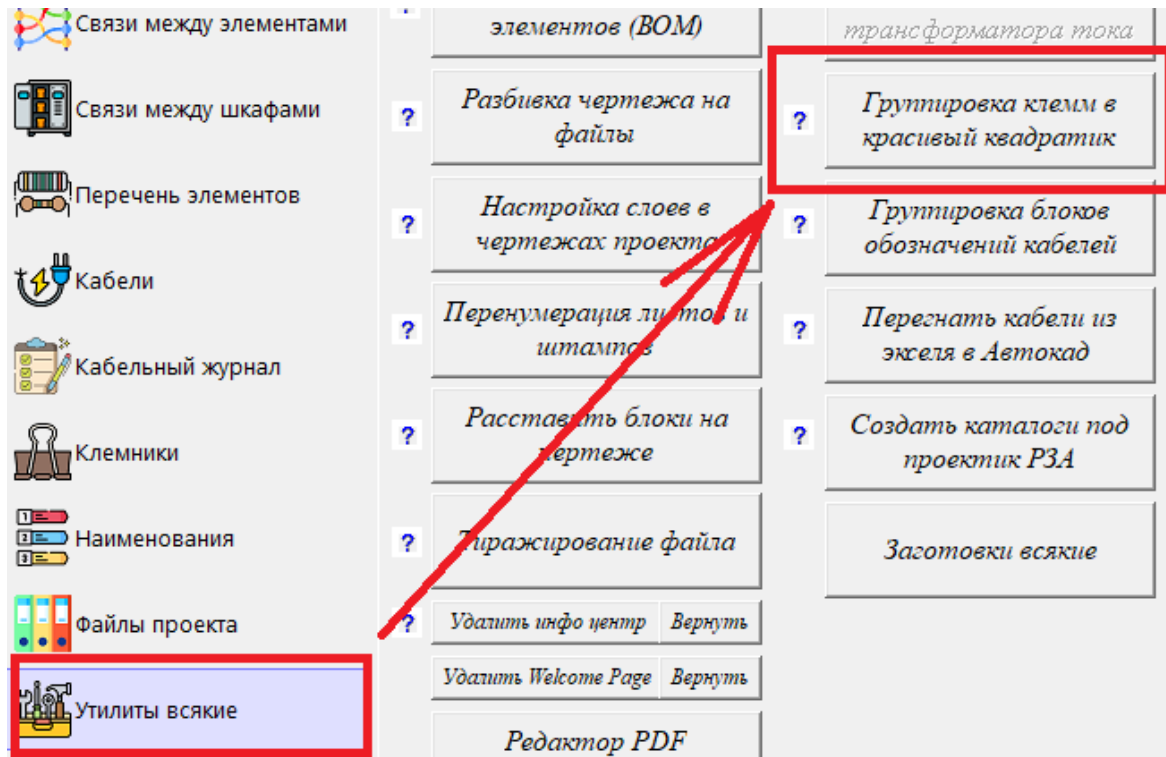 Связи между элементами
Связи между шкафами
Перечень элементов
Кабели
Кабельный журнал
Клемники
Наименования
Файлы проекта
Утилиты всякие
элементов (BOM)
?
Разбивка чертежа на
файлы
?
Настройка слоев в
чертежах проекта
?
Перенумерация листов и
штампов
?
Расставить блоки на
чертеже
?
Тиражирование файла
?
Удалить инфо центр Вернуть
Удалить Welcome Page Вернуть
Редактор PDF
трансформатора тока
?
Группировка клемм в
красивый квадратик
?
Группировка блоков
обозначений кабелей
?
Перегнать кабели из
экселя в Автокад
?
Создать каталоги под
проектик РЗА
Заготовки всякие